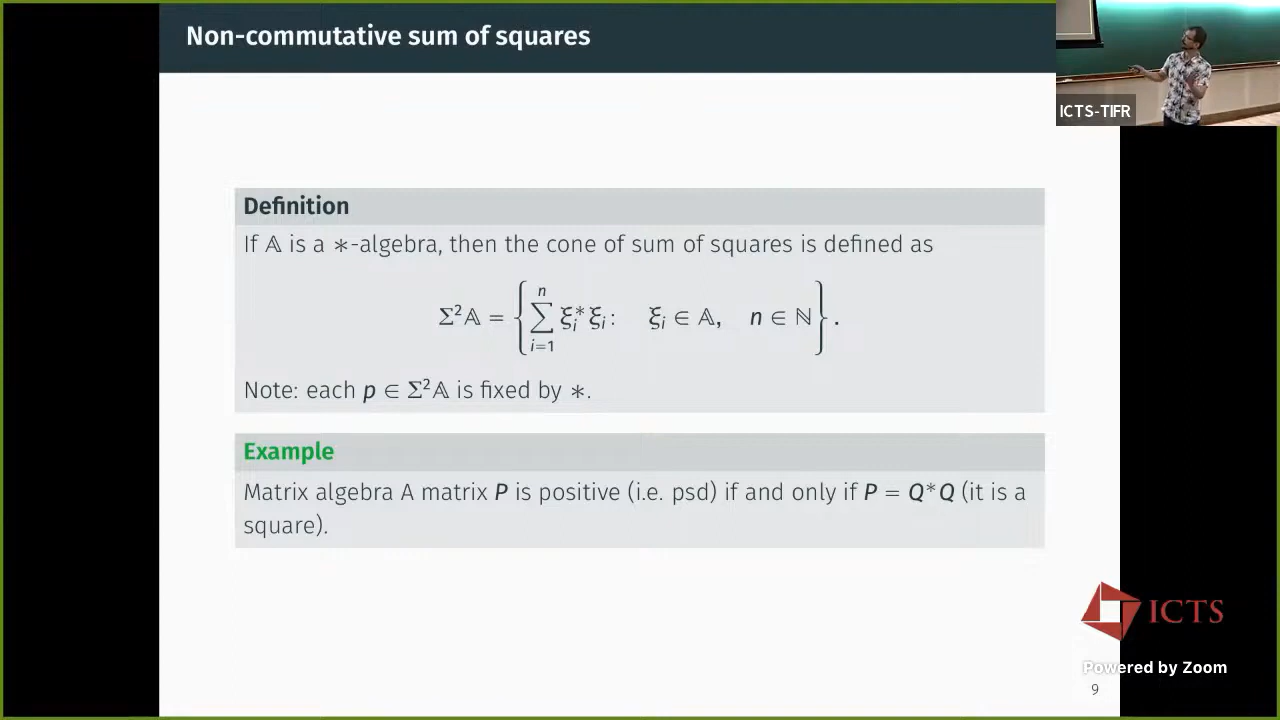 Non-commutative sum of squares
ICTS-TIFR
Definition
If 𝔸 is a ∗-algebra, then the cone of sum of squares is defined as
Σ²𝔸 = { ∑_{i=1}^{n} ξ_i^* ξ_i : ξ_i ∈ 𝔸, n ∈ ℕ } .
Note: each p ∈ Σ²𝔸 is fixed by ∗.
Example
Matrix algebra A matrix P is positive (i.e. psd) if and only if P = Q*Q (it is a
square).
ICTS
Powered by Zoom
9